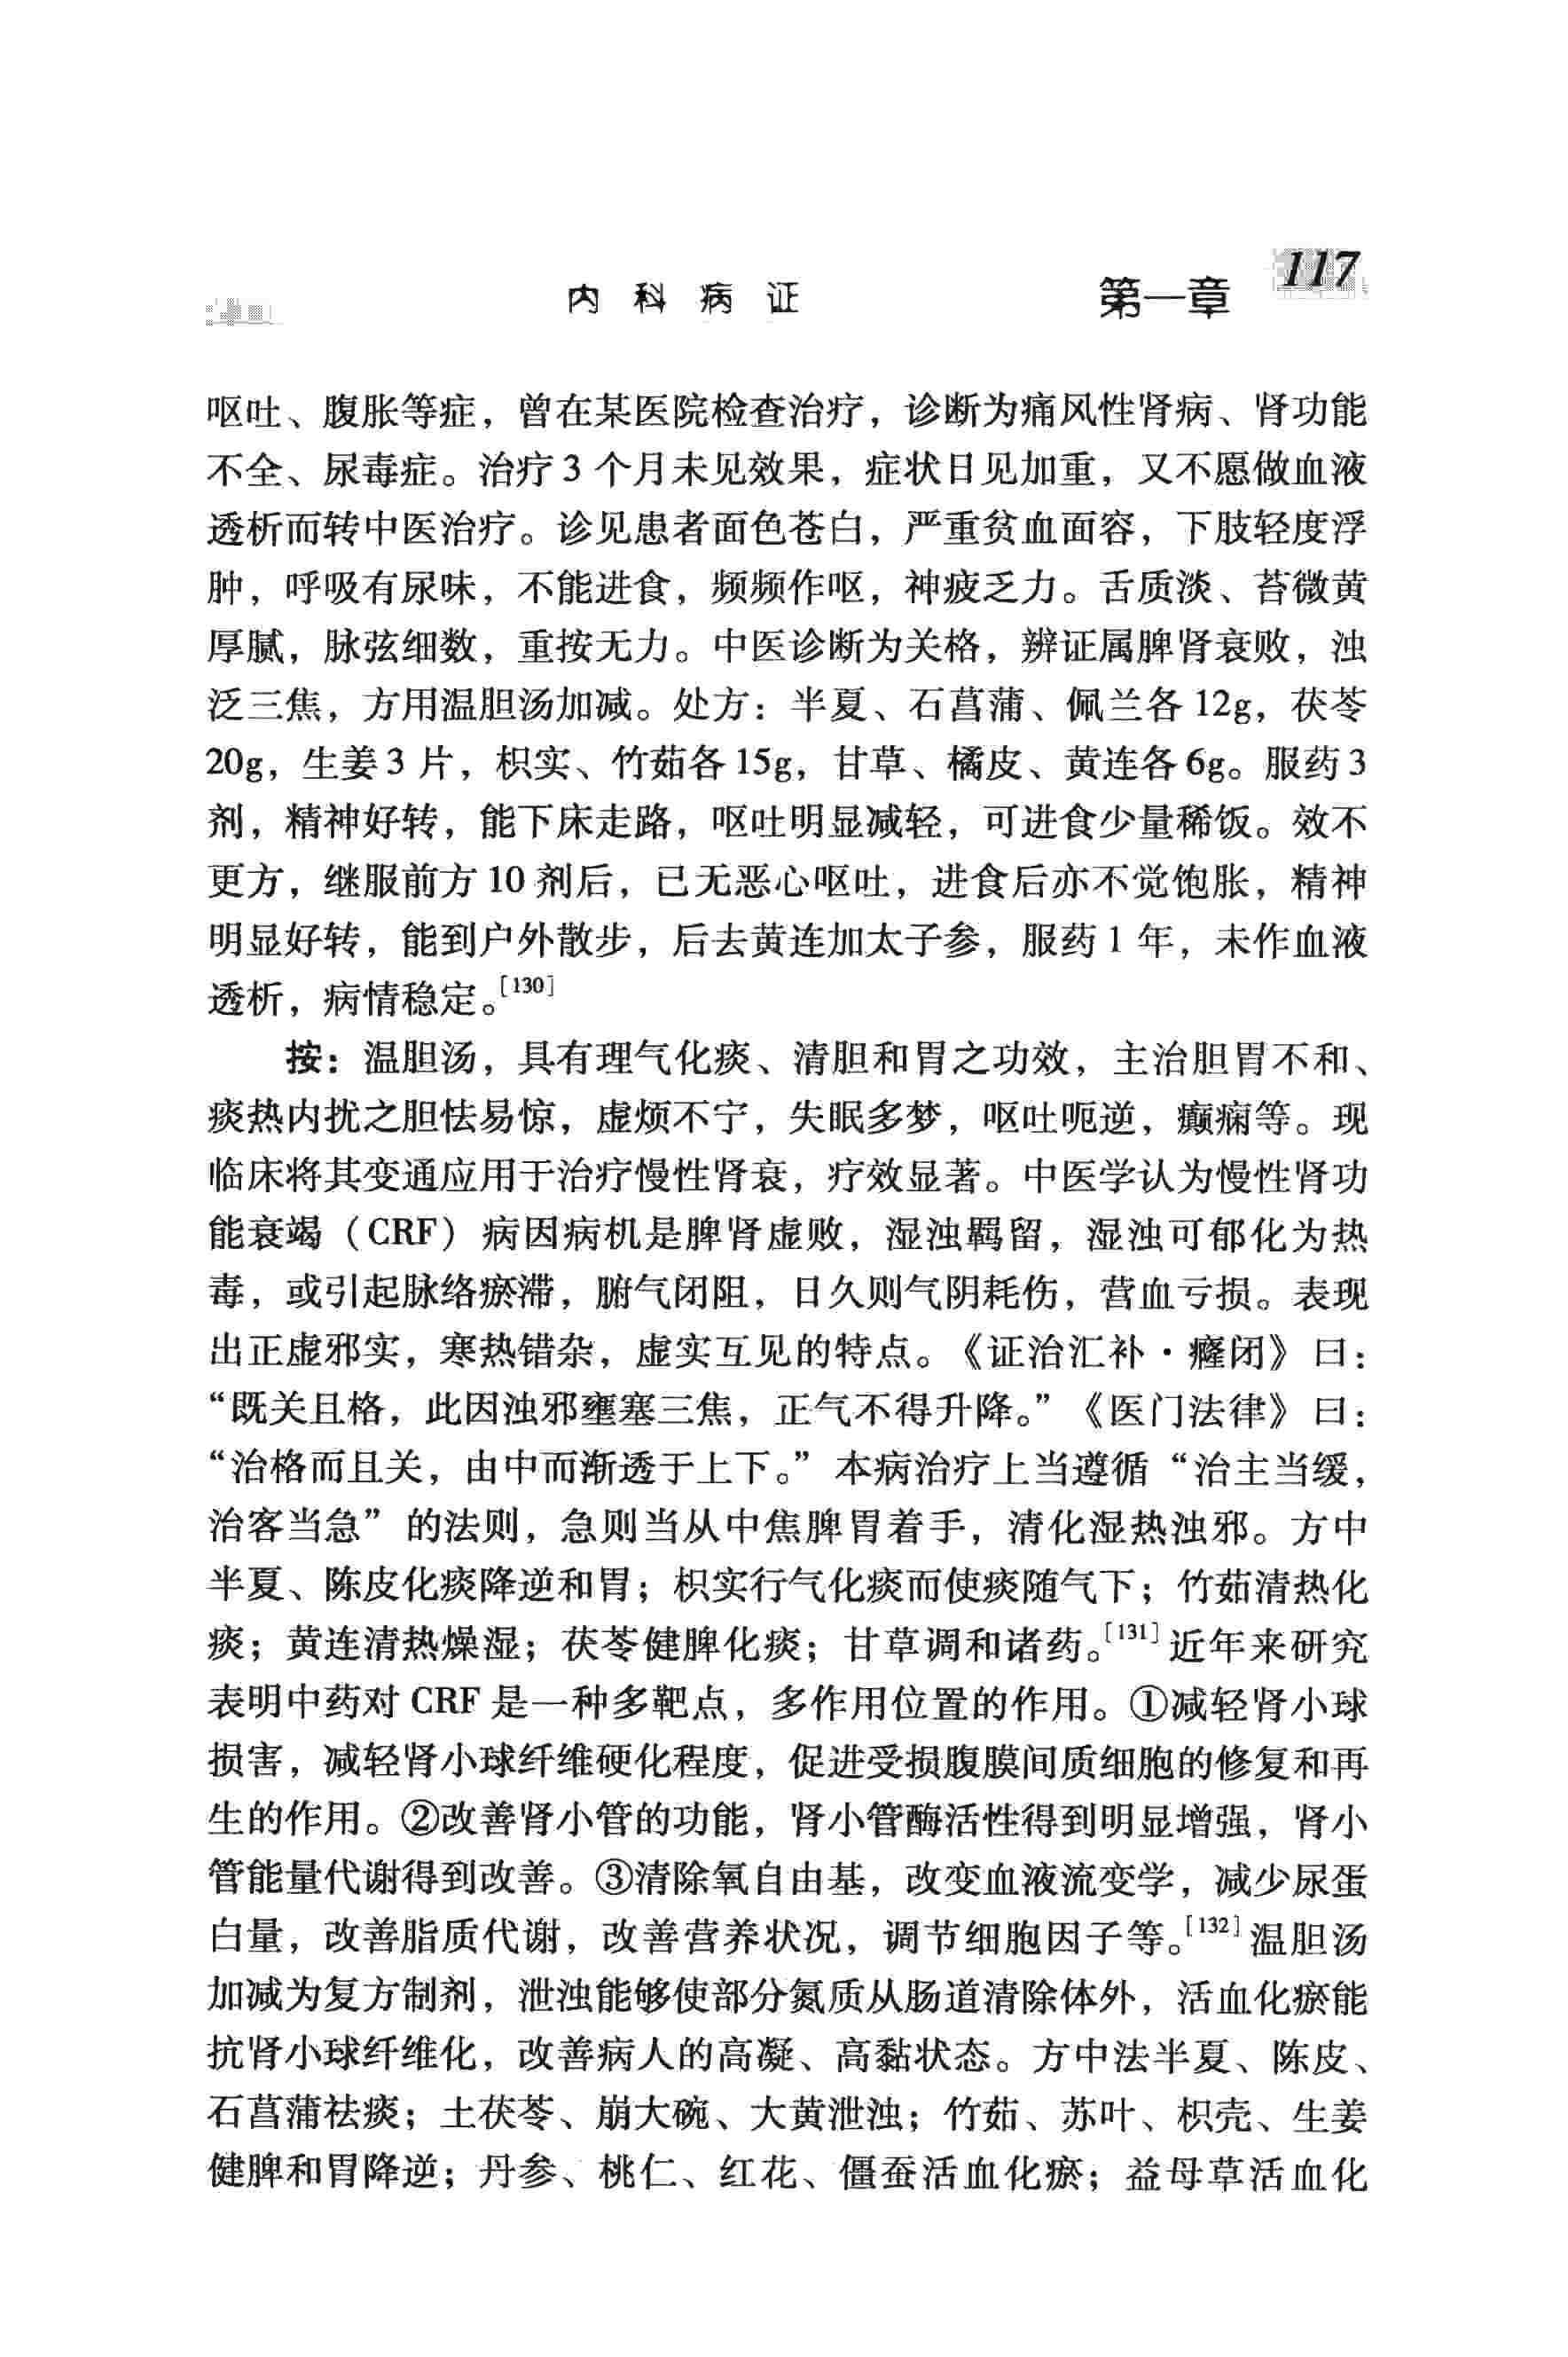 内科病证 第一章 117
呕吐、腹胀等症，曾在某医院检查治疗，诊断为痛风性肾病、肾功能
不全、尿毒症。治疗3个月未见效果，症状日见加重，又不愿做血液
透析而转中医治疗。诊见患者面色苍白，严重贫血面容，下肢轻度浮
肿，呼吸有尿味，不能进食，频频作呕，神疲乏力。舌质淡、苔微黄
厚腻，脉弦细数，重按无力。中医诊断为关格，辨证属脾肾衰败，浊
泛三焦，方用温胆汤加减。处方：半夏、石菖蒲、佩兰各12g，茯苓
20g，生姜3片，枳实、竹茹各15g，甘草、橘皮、黄连各6g。服药3
剂，精神好转，能下床走路，呕吐明显减轻，可进食少量稀饭。效不
更方，继服前方10剂后，已无恶心呕吐，进食后亦不觉饱胀，精神
明显好转，能到户外散步，后去黄连加太子参，服药1年，未作血液
透析，病情稳定。[130]
按：温胆汤，具有理气化痰、清胆和胃之功效，主治胆胃不和、
痰热内扰之胆怯易惊，虚烦不宁，失眠多梦，呕吐呃逆，癫痫等。现
临床将其变通应用于治疗慢性肾衰，疗效显著。中医学认为慢性肾功
能衰竭（CRF）病因病机是脾肾虚败，湿浊羁留，湿浊可郁化为热
毒，或引起脉络瘀滞，腑气闭阻，日久则气阴耗伤，营血亏损。表现
出正虚邪实，寒热错杂，虚实互见的特点。《证治汇补·癃闭》曰：
“既关且格，此因浊邪壅塞三焦，正气不得升降。”《医门法律》曰：
“治格而且关，由中而渐透于上下。”本病治疗上当遵循“治主当缓，
治客当急”的法则，急则当从中焦脾胃着手，清化湿热浊邪。方中
半夏、陈皮化痰降逆和胃；枳实行气化痰而使痰随气下；竹茹清热化
痰；黄连清热燥湿；茯苓健脾化痰；甘草调和诸药。[131]近年来研究
表明中药对CRF是一种多靶点，多作用位置的作用。①减轻肾小球
损害，减轻肾小球纤维硬化程度，促进受损腹膜间质细胞的修复和再
生的作用。②改善肾小管的功能，肾小管酶活性得到明显增强，肾小
管能量代谢得到改善。③清除氧自由基，改变血液流变学，减少尿蛋
白量，改善脂质代谢，改善营养状况，调节细胞因子等。[132]温胆汤
加减为复方制剂，泄浊能够使部分氮质从肠道清除体外，活血化瘀能
抗肾小球纤维化，改善病人的高凝、高黏状态。方中法半夏、陈皮、
石菖蒲祛痰；土茯苓、崩大碗、大黄泄浊；竹茹、苏叶、枳壳、生姜
健脾和胃降逆；丹参、桃仁、红花、僵蚕活血化瘀；益母草活血化